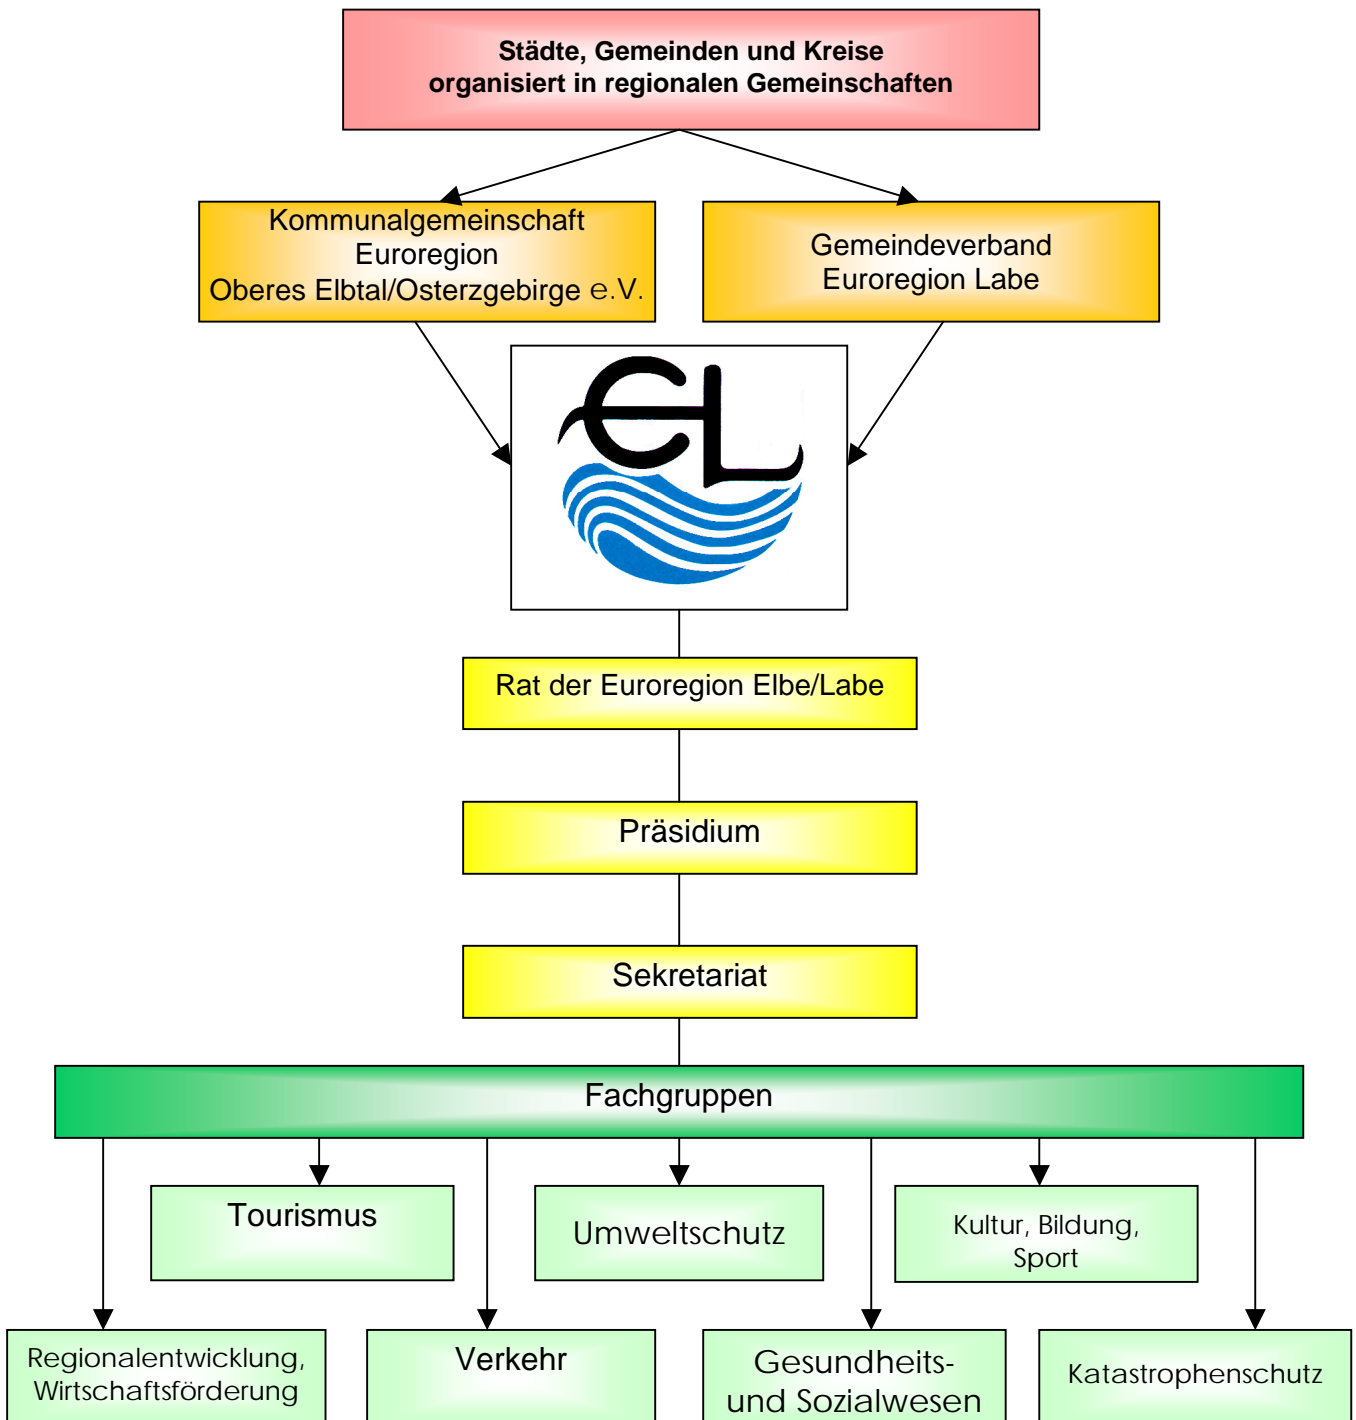 Städte, Gemeinden und Kreise
organisiert in regionalen Gemeinschaften
Kommunalgemeinschaft
Euroregion
Oberes Elbtal/Osterzgebirge e.V.
Gemeindeverband
Euroregion Labe
EL
Rat der Euroregion Elbe/Labe
Präsidium
Sekretariat
Fachgruppen
Tourismus
Umweltschutz
Kultur, Bildung,
Sport
Regionalentwicklung,
Wirtschaftsförderung
Verkehr
Gesundheits-
und Sozialwesen
Katastrophenschutz